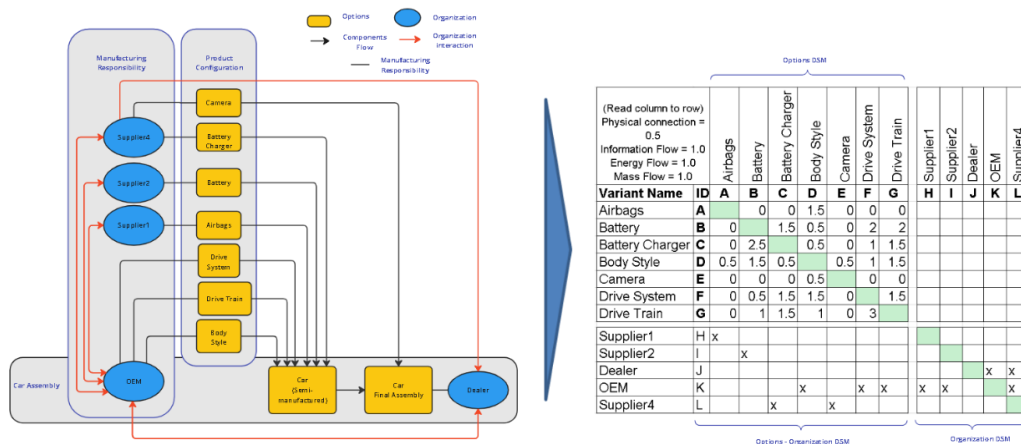 Options
Organization
Components
Flow
Organization
interaction
Manufacturing
Responsibility
Manufacturing
Responsibility
Product
Configuration
Camera
Supplier4
Battery
Charger
Supplier2
Battery
Supplier1
Airbags
Drive
System
Drive Train
Body
Style
Car Assembly
OEM
Car
(Semi-
manufactured)
Car
Final Assembly
Dealer
Options DSM
(Read column to row)
Physical connection =
0.5
Information Flow = 1.0
Energy Flow = 1.0
Mass Flow = 1.0
Airbags
Battery
Battery Charger
Body Style
Camera
Drive System
Drive Train
Supplier1
Supplier2
Dealer
OEM
Supplier4
Variant Name ID A B C D E F G H I J K L
Airbags A 0 0 1.5 0 0 0
Battery B 0 1.5 0.5 0 2 2
Battery Charger C 0 2.5 0.5 0 1 1.5
Body Style D 0.5 1.5 0.5 0.5 1 1.5
Camera E 0 0 0 0.5 0 0
Drive System F 0 0.5 1.5 1.5 0 1.5
Drive Train G 0 1 1.5 1 0 3
Supplier1 H x
Supplier2 I x
Dealer J x x
OEM K x x x x x x
Supplier4 L x x
Options - Organization DSM
Organization DSM